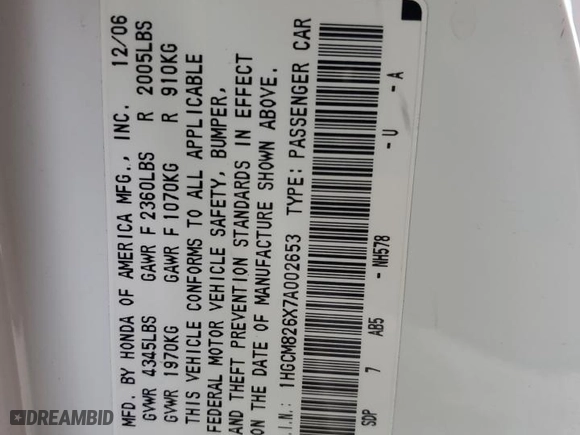 MFD. BY HONDA OF AMERICA MFG., INC. 12/06
GVWR 4345LBS GAWR F 2360LBS R 2005LBS
GVWR 1970KG GAWR F 1070KG R 910KG
THIS VEHICLE CONFORMS TO ALL APPLICABLE
FEDERAL MOTOR VEHICLE SAFETY, BUMPER,
AND THEFT PREVENTION STANDARDS IN EFFECT
ON THE DATE OF MANUFACTURE SHOWN ABOVE.
.I.N.: 1HGCM826X7A002653 TYPE: PASSENGER CAR
SDP 7 AB5 - NH578 - U - A
DREAMBID